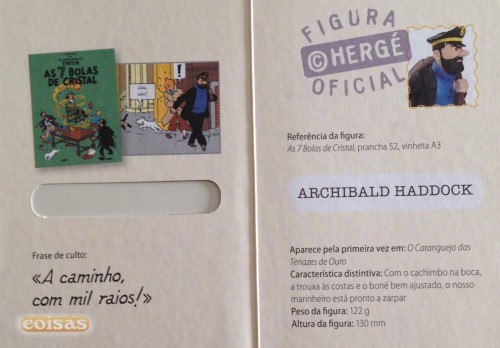 TINTIN
AS 7 BOLAS
DE CRISTAL
!
Frase de culto:
«A caminho,
com mil raios!»
coisas
FIGURA
© HERGÉ
OFICIAL
Referência da figura:
As 7 Bolas de Cristal, prancha 52, vinheta A3
ARCHIBALD HADDOCK
Aparece pela primeira vez em: O Caranguejo das
Tenazes de Ouro
Característica distintiva: Com o cachimbo na boca,
a trouxa às costas e o boné bem ajustado, o nosso
marinheiro está pronto a zarpar
Peso da figura: 122 g
Altura da figura: 130 mm